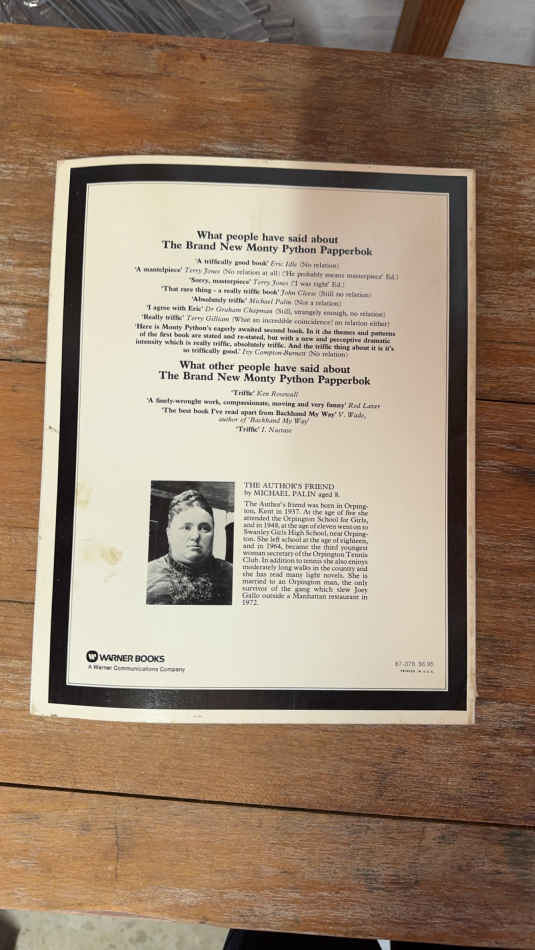 What people have said about
The Brand New Monty Python Papperbok
'A triffically good book' Eric Idle (No relation)
'A mantelpiece' Terry Jones (No relation at all) ('He probably means masterpiece' Ed.)
'Sorry, masterpiece' Terry Jones ('I was right' Ed.)
'That rare thing – a really triffic book' John Cleese (Still no relation)
'Absolutely triffic' Michael Palin (Not a relation)
'I agree with Eric' Dr Graham Chapman (Still, strangely enough, no relation)
'Really triffic' Terry Gilliam (What an incredible coincidence! no relation either)
'Here is Monty Python's eagerly awaited second book. In it the themes and patterns
of the first book are stated and re-stated, but with a new and perceptive dramatic
intensity which is really triffic, absolutely triffic. And the triffic thing about it is it's
so triffically good.' Ivy Compton-Burnett (No relation)
What other people have said about
The Brand New Monty Python Papperbok
'Triffic' Ken Rosewall
'A finely-wrought work, compassionate, moving and very funny' Rod Laver
'The best book I've read apart from Backhand My Way' V. Wade,
author of 'Backhand My Way'
'Triffic' I. Nastase
THE AUTHOR'S FRIEND
by MICHAEL PALIN aged 8.
The Author's friend was born in Orping-
ton, Kent in 1937. At the age of five she
attended the Orpington School for Girls,
and in 1948, at the age of eleven went on to
Swanley Girls High School, near Orping-
ton. She left school at the age of eighteen,
and in 1964, became the third youngest
woman secretary of the Orpington Tennis
Club. In addition to tennis she also enjoys
moderately long walks in the country and
she has read many light novels. She is
married to an Orpington man, the only
survivor of the gang which slew Joey
Gallo outside a Manhattan restaurant in
1972.
WARNER BOOKS
A Warner Communications Company
87-078 $6.95
PRINTED IN U.S.A.